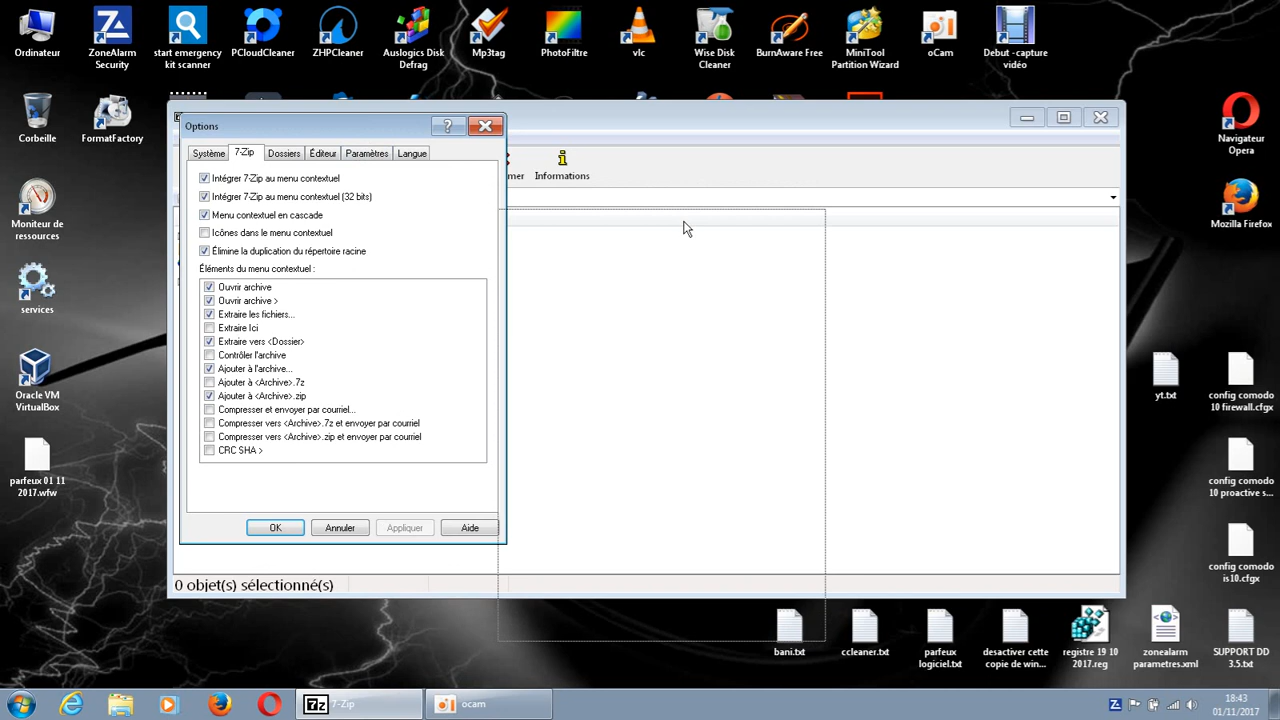 Ordinateur
ZoneAlarm
Security
start emergency
kit scanner
PCloudCleaner
ZHPCleaner
Auslogics Disk
Defrag
Mp3tag
PhotoFiltre
vlc
Wise Disk
Cleaner
BurnAware Free
MiniTool
Partition Wizard
oCam
Debut -capture
vidéo
Corbeille
FormatFactory
Moniteur de
ressources
services
Oracle VM
VirtualBox
parfeux 01 11
2017.wfw
Options
Système
7-Zip
Dossiers
Éditeur
Paramètres
Langue
Intégrer 7-Zip au menu contextuel
Intégrer 7-Zip au menu contextuel (32 bits)
Menu contextuel en cascade
Icônes dans le menu contextuel
Élimine la duplication du répertoire racine
Éléments du menu contextuel :
Ouvrir archive
Ouvrir archive >
Extraire les fichiers...
Extraire Ici
Extraire vers <Dossier>
Contrôler l'archive
Ajouter à l'archive...
Ajouter à <Archive>.7z
Ajouter à <Archive>.zip
Compresser et envoyer par courriel...
Compresser vers <Archive>.7z et envoyer par courriel
Compresser vers <Archive>.zip et envoyer par courriel
CRC SHA >
OK
Annuler
Appliquer
Aide
mer
Informations
0 objet(s) sélectionné(s)
Navigateur
Opera
Mozilla Firefox
yt.txt
config comodo
10 firewall.cfgx
config comodo
10 proactive s...
config comodo
is10.cfgx
bani.txt
ccleaner.txt
parfeux
logiciel.txt
desactiver cette
copie de win...
registre 19 10
2017.reg
zonealarm
parametres.xml
SUPPORT DD
3.5.txt
7z
7-Zip
ocam
18:43
01/11/2017